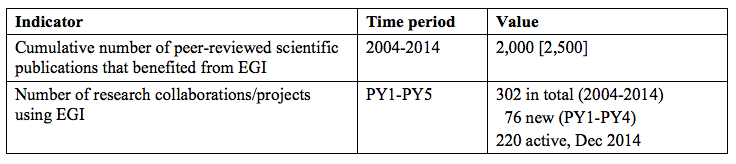 Indicator Time period Value
Cumulative number of peer-reviewed scientific 2004-2014 2,000 [2,500]
publications that benefited from EGI
Number of research collaborations/projects PY1-PY5 302 in total (2004-2014)
using EGI 76 new (PY1-PY4)
220 active, Dec 2014